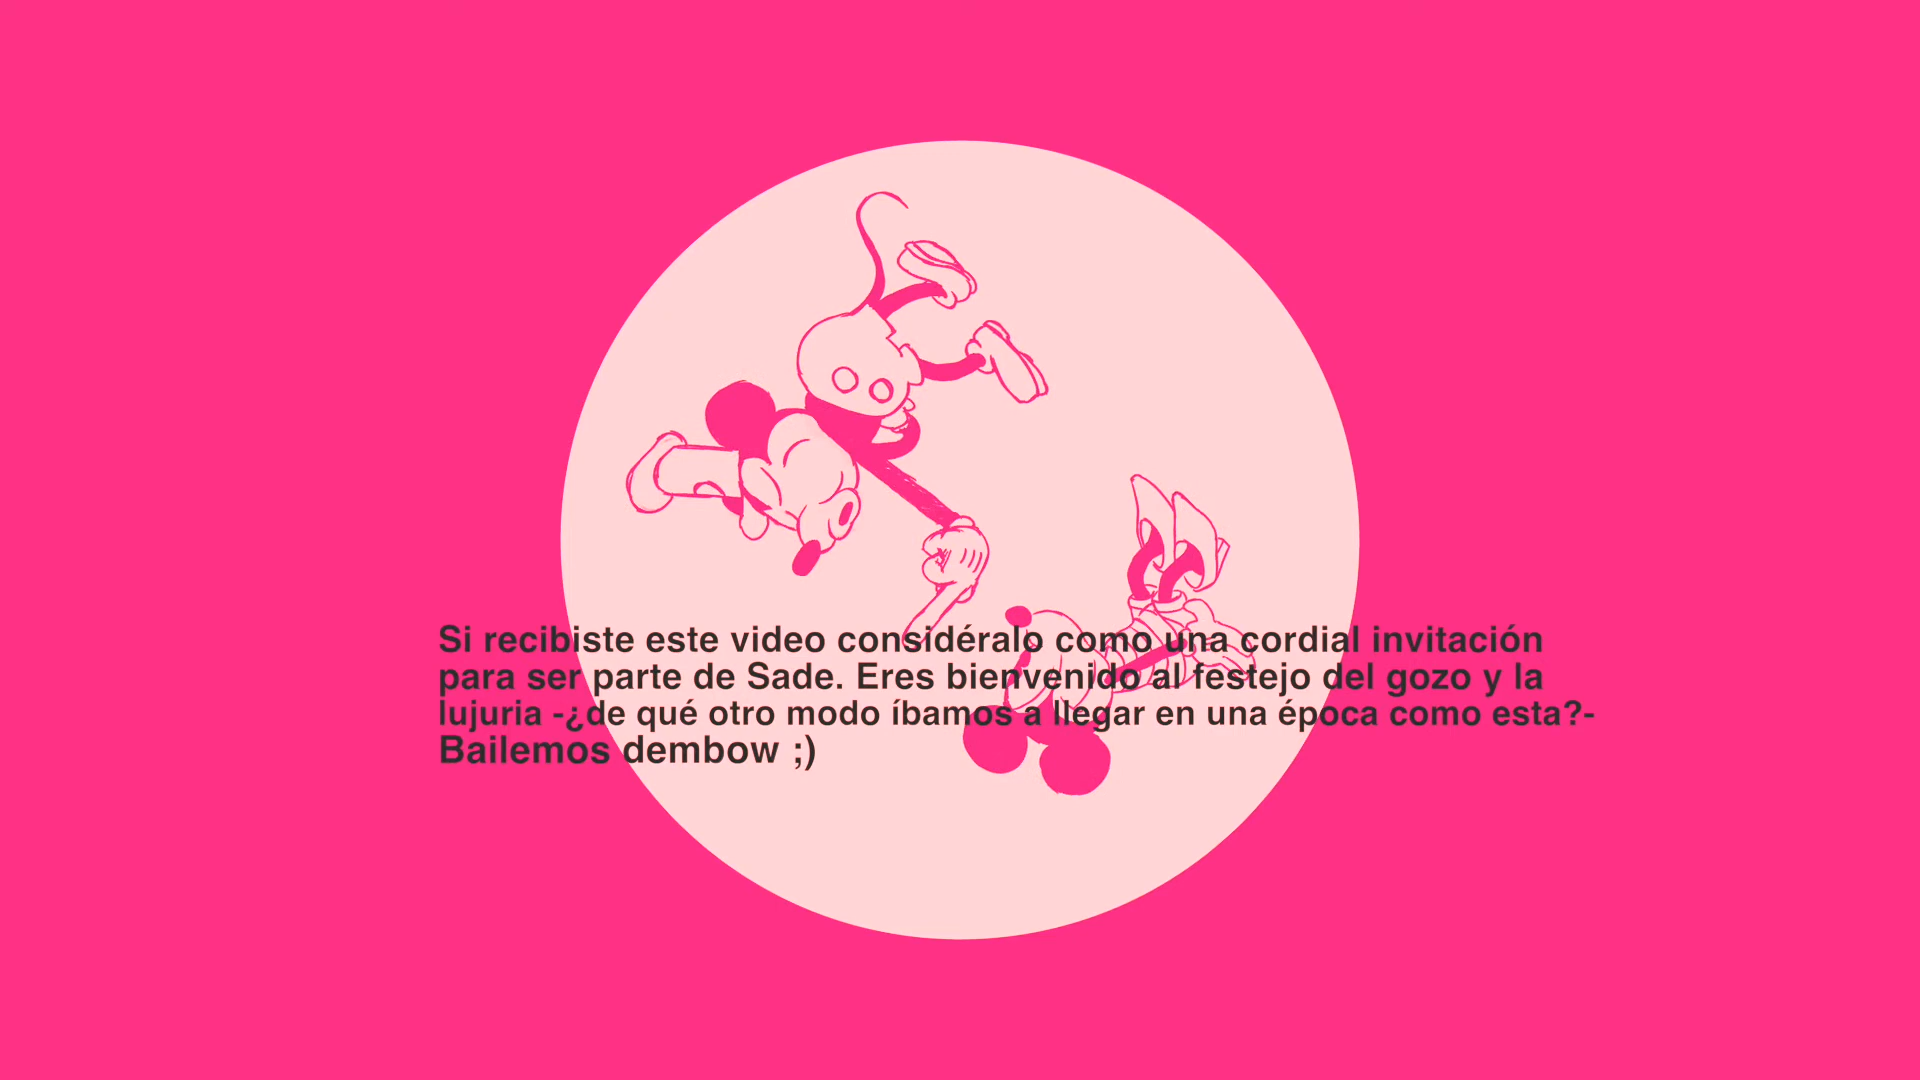 Si recibiste este video considéralo como una cordial invitación
para ser parte de Sade. Eres bienvenido al festejo del gozo y la
lujuria -¿de qué otro modo íbamos a llegar en una época como esta?-
Bailemos dembow ;)